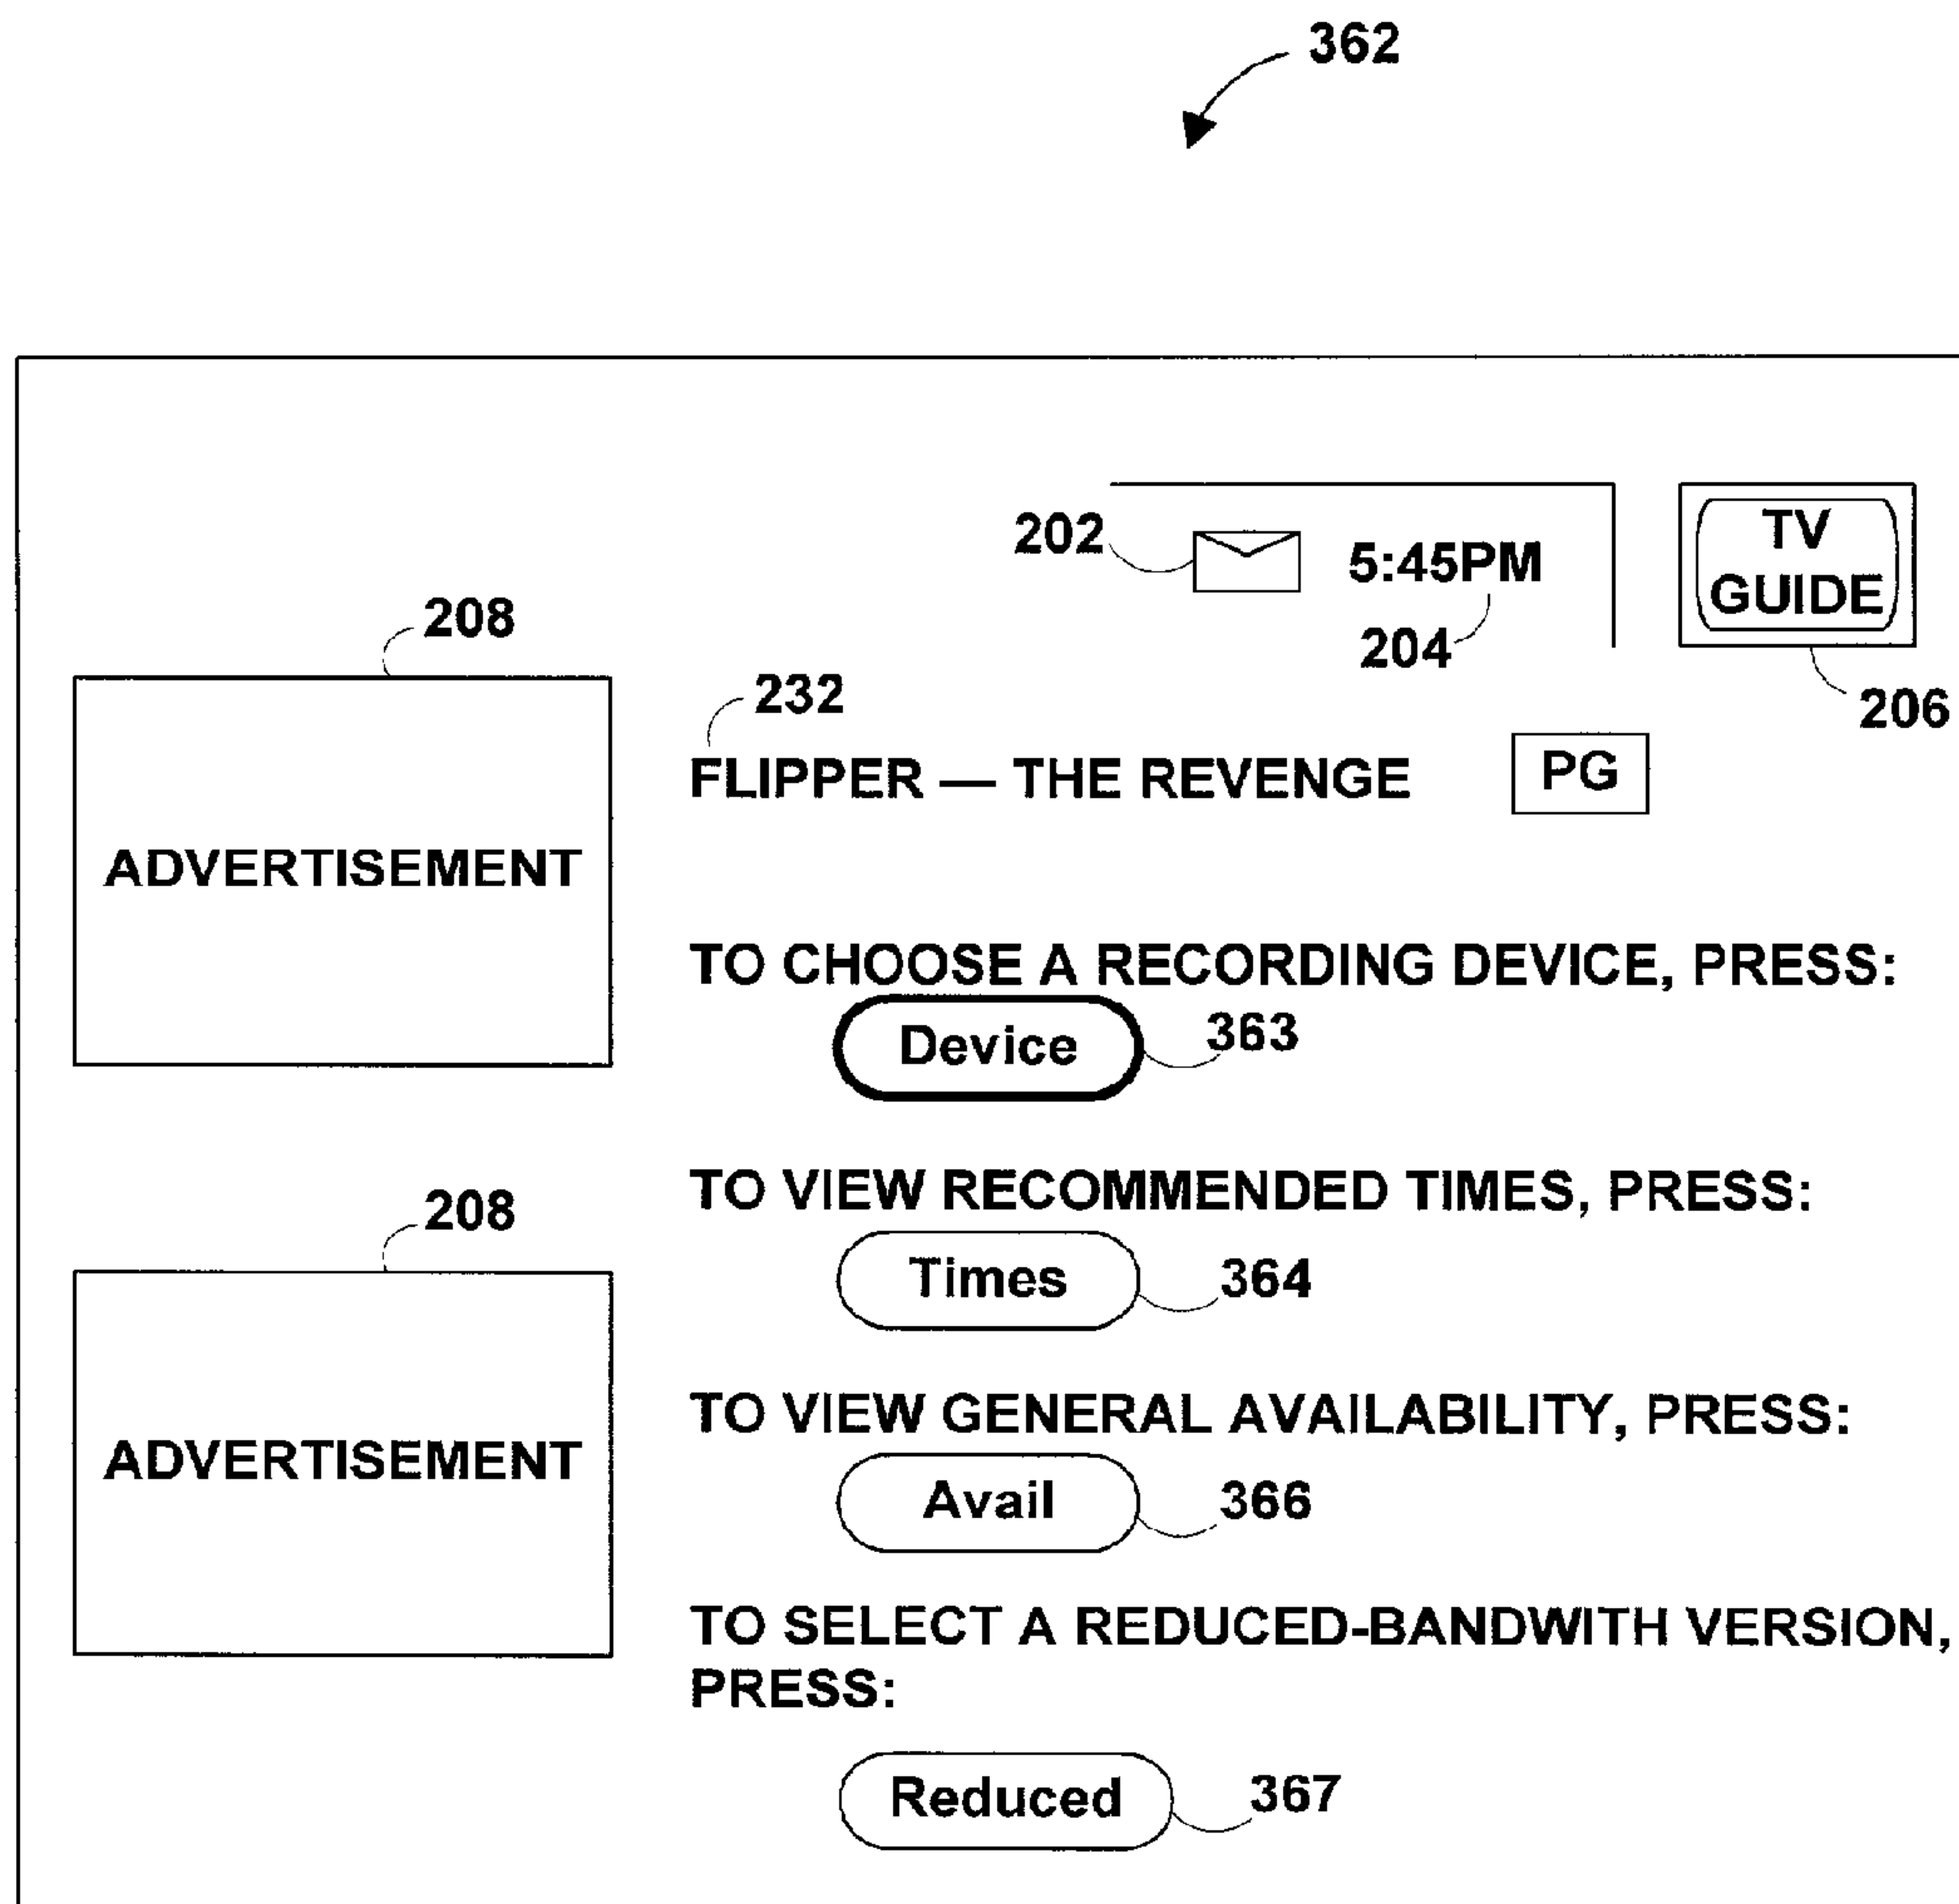 362
202
5:45PM
204
TV
GUIDE
206
208
ADVERTISEMENT
232
FLIPPER — THE REVENGE
PG
TO CHOOSE A RECORDING DEVICE, PRESS:
Device
363
TO VIEW RECOMMENDED TIMES, PRESS:
Times
364
208
ADVERTISEMENT
TO VIEW GENERAL AVAILABILITY, PRESS:
Avail
366
TO SELECT A REDUCED-BANDWITH VERSION,
PRESS:
Reduced
367